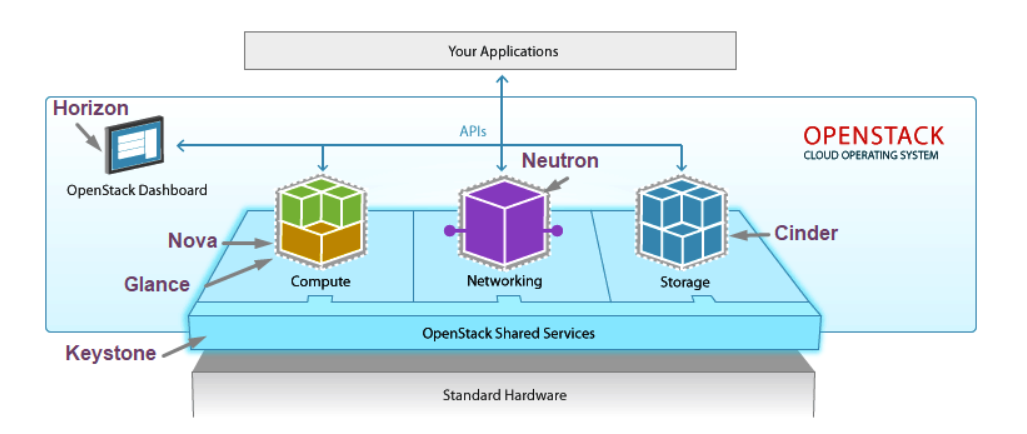 Your Applications
Horizon
APIs
OPENSTACK
CLOUD OPERATING SYSTEM
Neutron
OpenStack Dashboard
Nova
Cinder
Glance
Compute
Networking
Storage
OpenStack Shared Services
Keystone
Standard Hardware